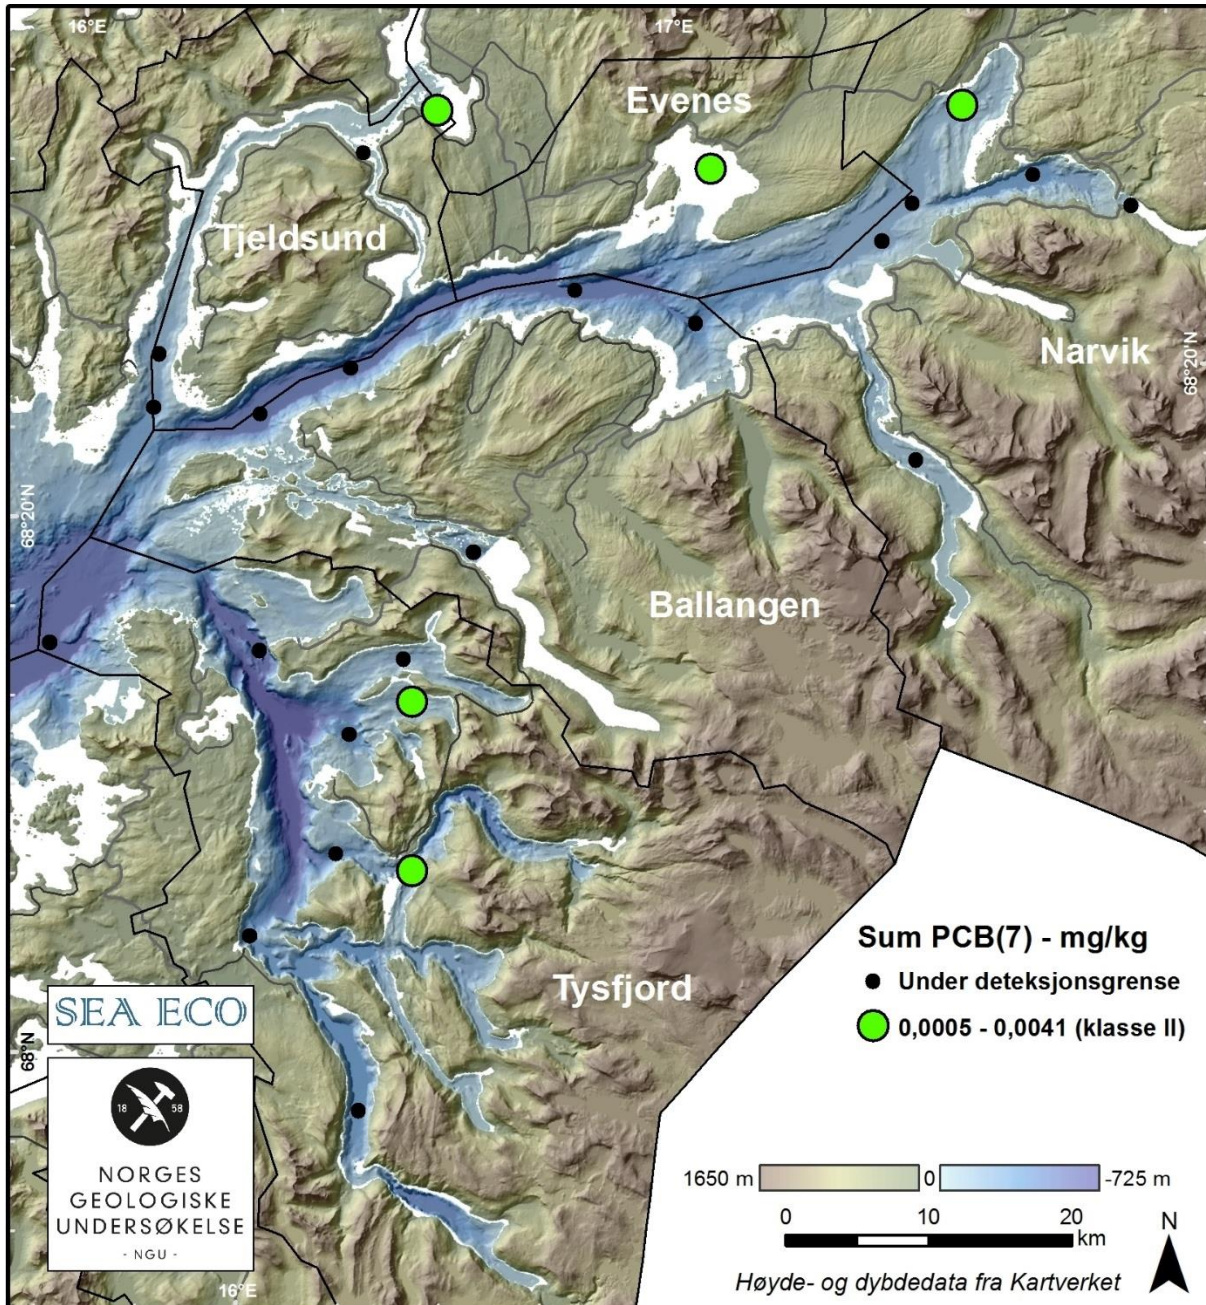 16°E
17°E
Evenes
Tjeldsund
Narvik
68°20'N
68°20'N
Ballangen
Sum PCB(7) - mg/kg
Under deteksjonsgrense
0,0005 - 0,0041 (klasse II)
Tysfjord
SEA ECO
68°N
18 58
NORGES
GEOLOGISKE
UNDERSØKELSE
- NGU -
1650 m 0 -725 m
0 10 20
km
N
Høyde- og dybdedata fra Kartverket
16°E